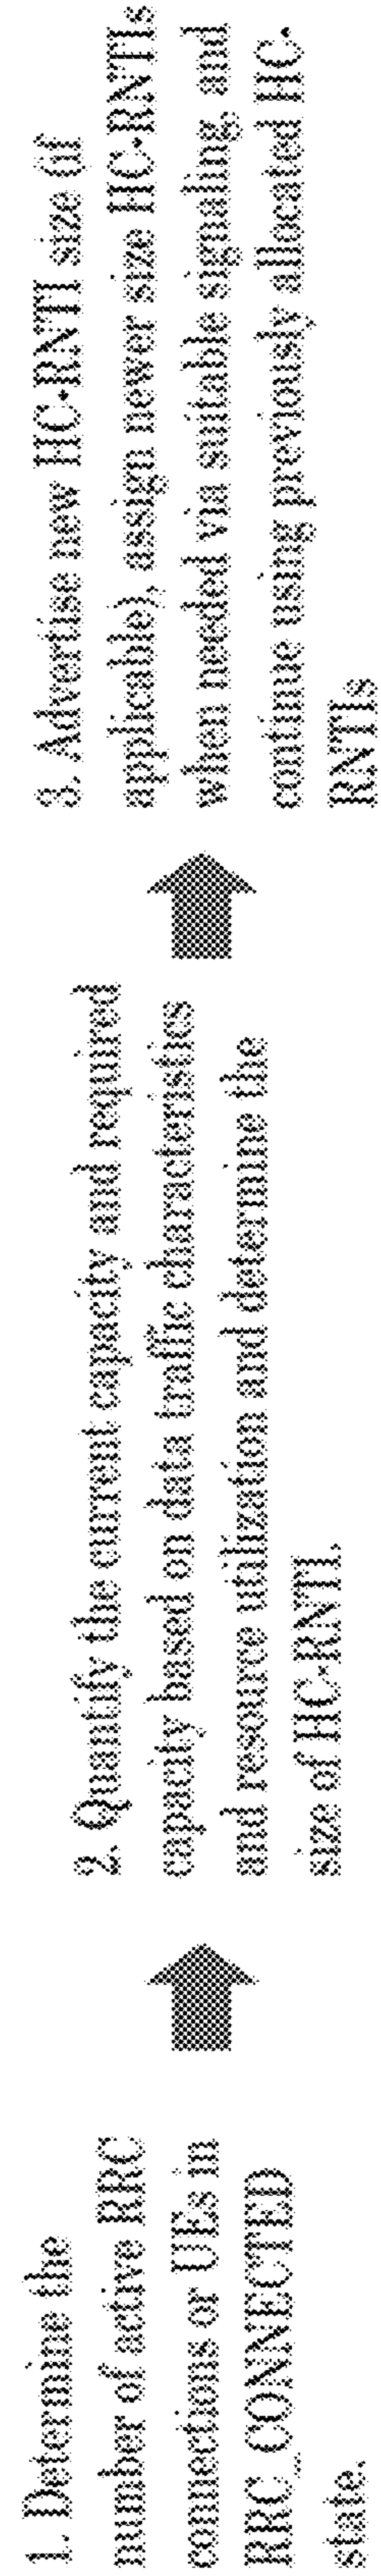 1. Determine the
number of active RRC
connections or UEs in
RRC_CONNECTED
state.
2. Quantify the current capacity and required
capacity based on data traffic characteristics
and resource utilization and determine the
size of HC-RNTI.
3. Advertise new HC-RNTI size (if
applicable), assign newer size HC-RNTIs
when needed via suitable signaling, and
continue using previously allocated HC-
RNTIs